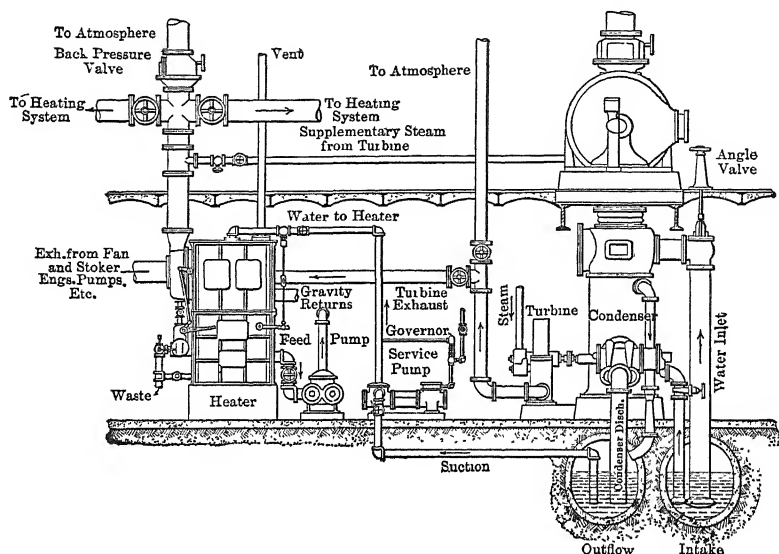 To Atmosphere
Back Pressure
Valve
Vent
To Atmosphere
To Heating
System
To Heating
System
Supplementary Steam
from Turbine
Angle
Valve
Water to Heater
Exh. from Fan
and Stoker
Engs. Pumps.
Etc.
Gravity
Returns
Turbine
Exhaust
Steam
Turbine
Condenser
Governor
Feed Pump
Service
Pump
Water Inlet
Waste
Heater
Condenser Disch.
Suction
Outflow
Intake